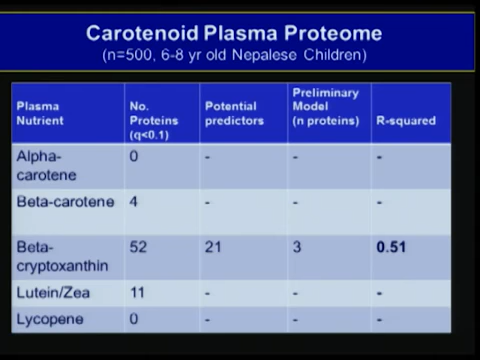 Carotenoid Plasma Proteome
(n=500, 6-8 yr old Nepalese Children)
Plasma Nutrient No. Proteins (q<0.1) Potential predictors Preliminary Model (n proteins) R-squared
Alpha-carotene 0 - - -
Beta-carotene 4 - - -
Beta-cryptoxanthin 52 21 3 0.51
Lutein/Zea 11 - - -
Lycopene 0 - - -